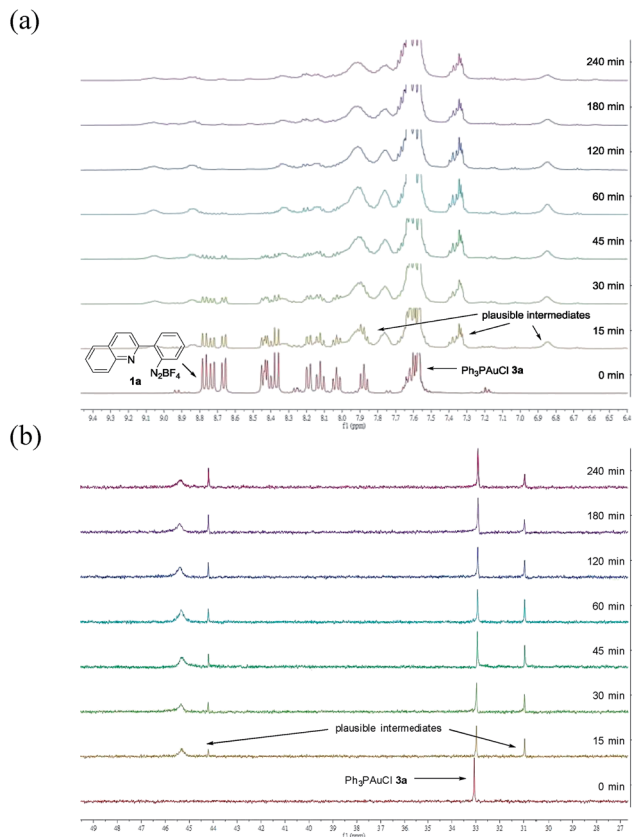 (a)
240 min
180 min
120 min
60 min
45 min
30 min
plausible intermediates
15 min
N
N₂BF₄
1a
Ph₃PAuCl 3a
0 min
9.4 9.3 9.2 9.1 9.0 8.9 8.8 8.7 8.6 8.5 8.4 8.3 8.2 8.1 8.0 7.9 7.8 7.7 7.6 7.5 7.4 7.3 7.2 7.1 7.0 6.9 6.8 6.7 6.6 6.5 6.4
f1(ppm)
(b)
240 min
180 min
120 min
60 min
45 min
30 min
plausible intermediates
15 min
Ph₃PAuCl 3a
0 min
49 48 47 46 45 44 43 42 41 40 39 38 37 36 35 34 33 32 31 30 29 28 27
f1(ppm)